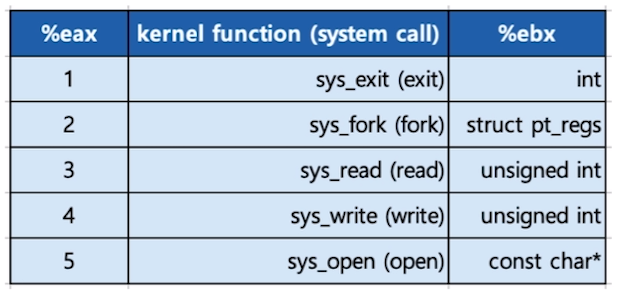 %eax kernel function (system call) %ebx
1 sys_exit (exit) int
2 sys_fork (fork) struct pt_regs
3 sys_read (read) unsigned int
4 sys_write (write) unsigned int
5 sys_open (open) const char*